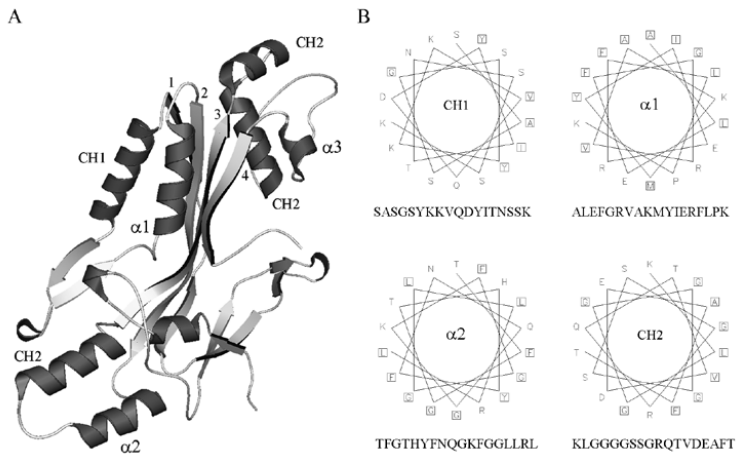 A
B
CH2
1
2
3
4
CH1
α1
α3
CH2
CH2
α2
K S Y
N S
G S
D V
CH1
K A
K I
T Y
S Q S
SASGSYKKVQDYITNSSK
A A I
F G
F L
Y K
α1
K L
V E
R R
E M P
ALEFGRVAKMYIERFLPK
N T F
L H
T L
K Q
α2
L F
F G
G Y
G G R
TFGTHYFNQGKFGGLLRL
S K T
E G
D A
Q G
CH2
T L
S V
D G
G R F
KLGGGGSSGRQTVDEAFT